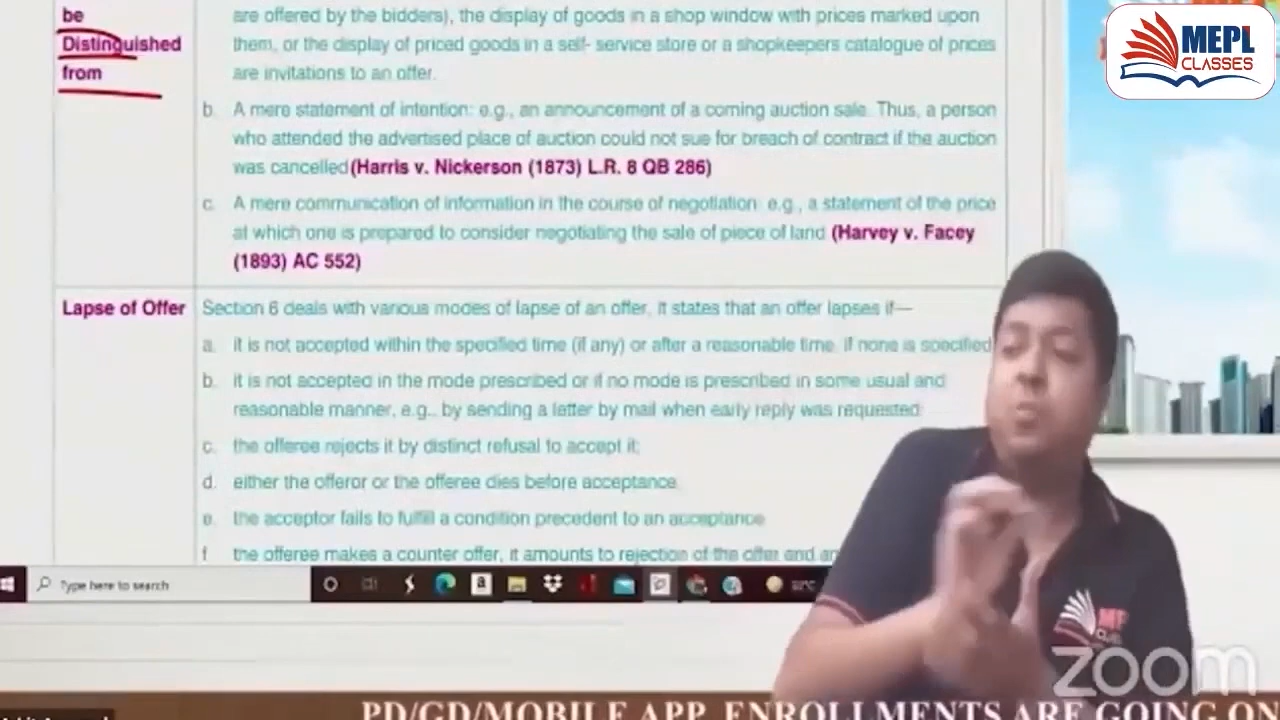 be
Distinguished
from
are offered by the bidders), the display of goods in a shop window with prices marked upon
them, or the display of priced goods in a self- service store or a shopkeepers catalogue of prices
are invitations to an offer.
b. A mere statement of intention: e.g., an announcement of a coming auction sale. Thus, a person
who attended the advertised place of auction could not sue for breach of contract if the auction
was cancelled (Harris v. Nickerson (1873) L.R. 8 QB 286)
c. A mere communication of information in the course of negotiation: e.g., a statement of the price
at which one is prepared to consider negotiating the sale of piece of land (Harvey v. Facey
(1893) AC 552)
Lapse of Offer
Section 6 deals with various modes of lapse of an offer. It states that an offer lapses if—
a. it is not accepted within the specified time (if any) or after a reasonable time, if none is specified
b. it is not accepted in the mode prescribed or if no mode is prescribed in some usual and
reasonable manner, e.g., by sending a letter by mail when early reply was requested
c. the offeree rejects it by distinct refusal to accept it;
d. either the offeror or the offeree dies before acceptance
e. the acceptor fails to fulfill a condition precedent to an acceptance
f the offeree makes a counter offer, it amounts to rejection of the offer and
Type here to search
a
MEPL
CLASSES
zoom
PD/GD/MOBILE APP ENROLLMENTS ARE GOING ON